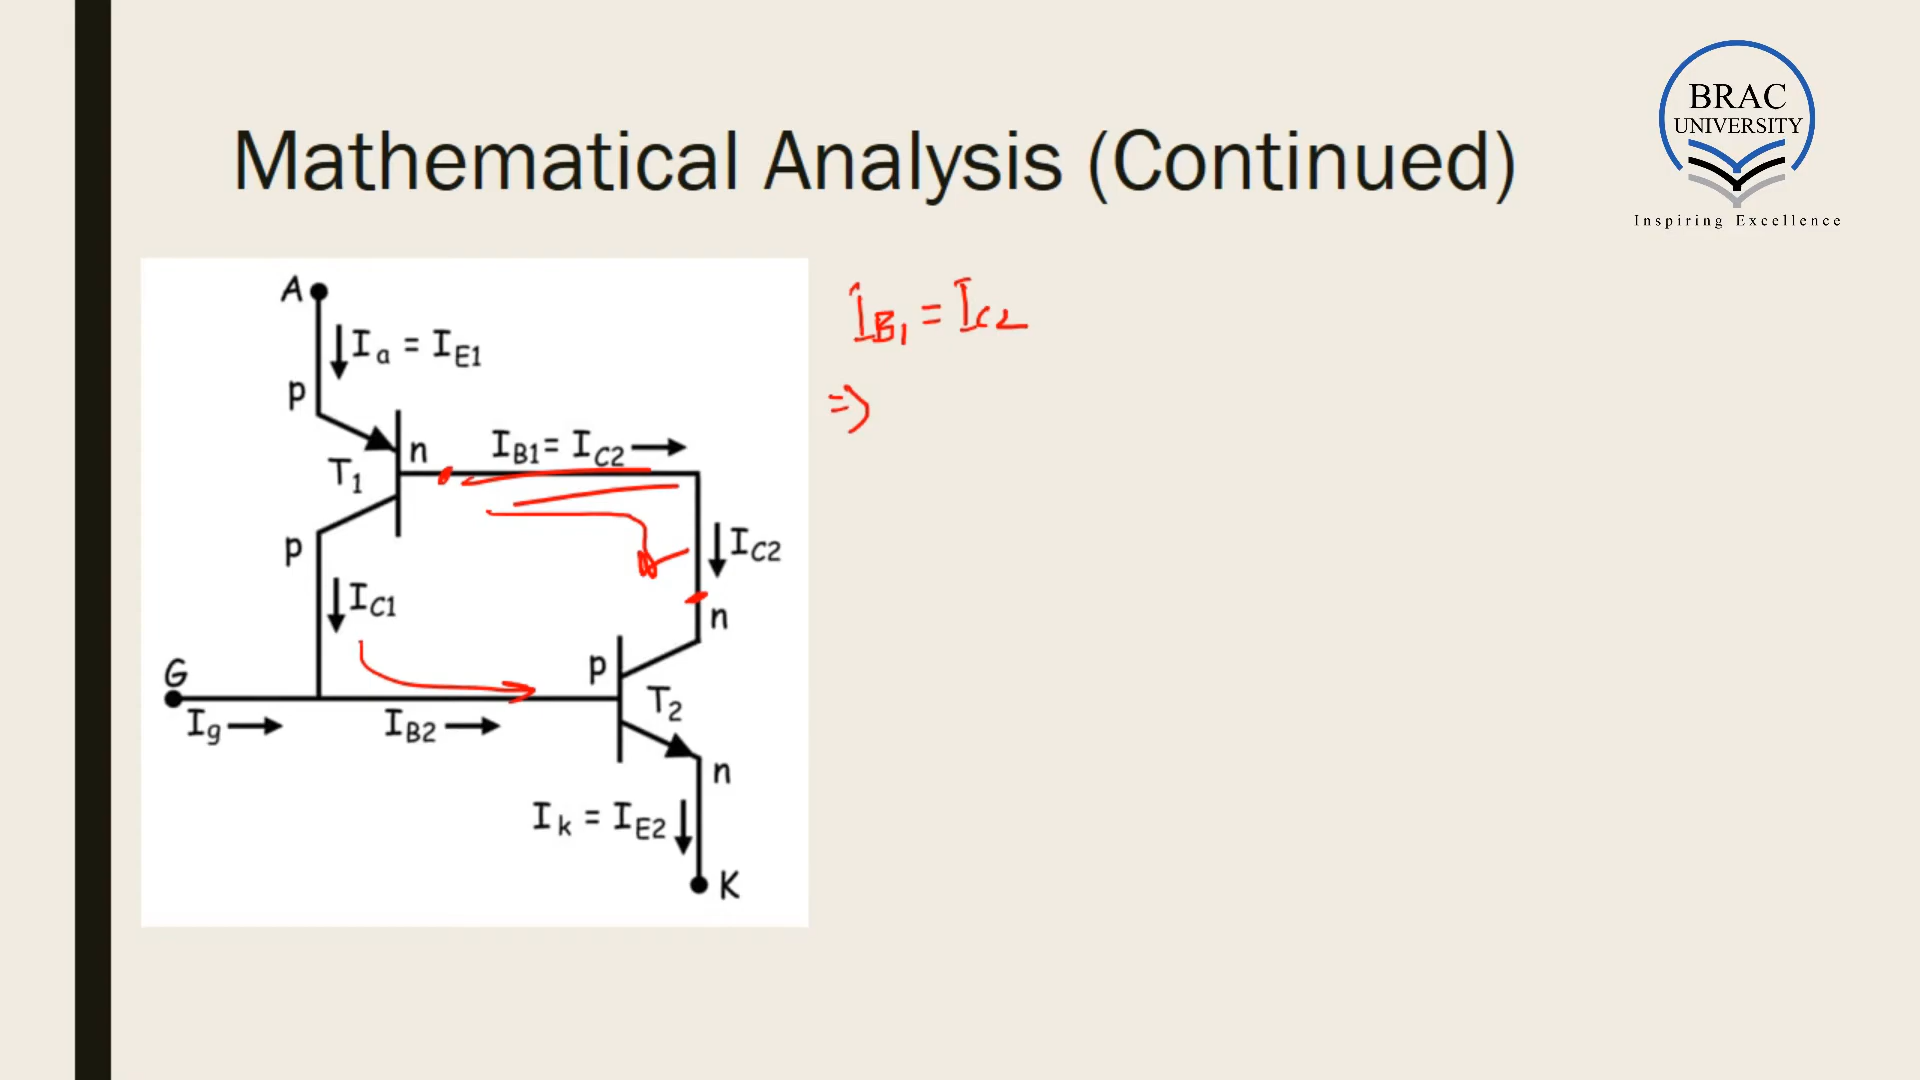 BRAC
UNIVERSITY
Inspiring Excellence
Mathematical Analysis (Continued)
A
Ia = IE1
p
n
IB1= IC2
T1
p
IC2
IC1
n
G
p
T2
Ig
IB2
n
Ik = IE2
K
IB1 = IC2
⇒